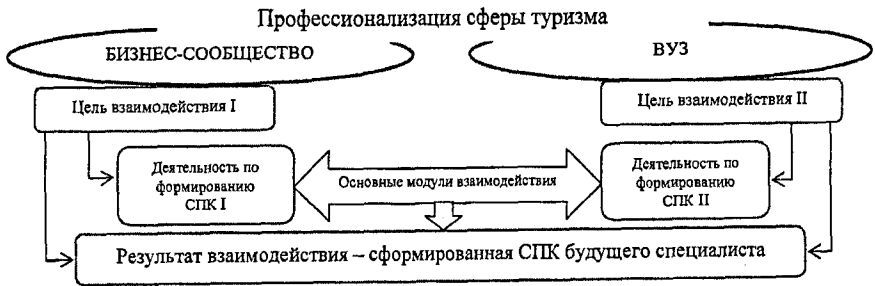 Профессионализация сферы туризма
БИЗНЕС-СООБЩЕСТВО
ВУЗ
Цель взаимодействия I
Цель взаимодействия II
Деятельность по
формированию
СПК I
Основные модули взаимодействия
Деятельность по
формированию
СПК II
Результат взаимодействия – сформированная СПК будущего специалиста